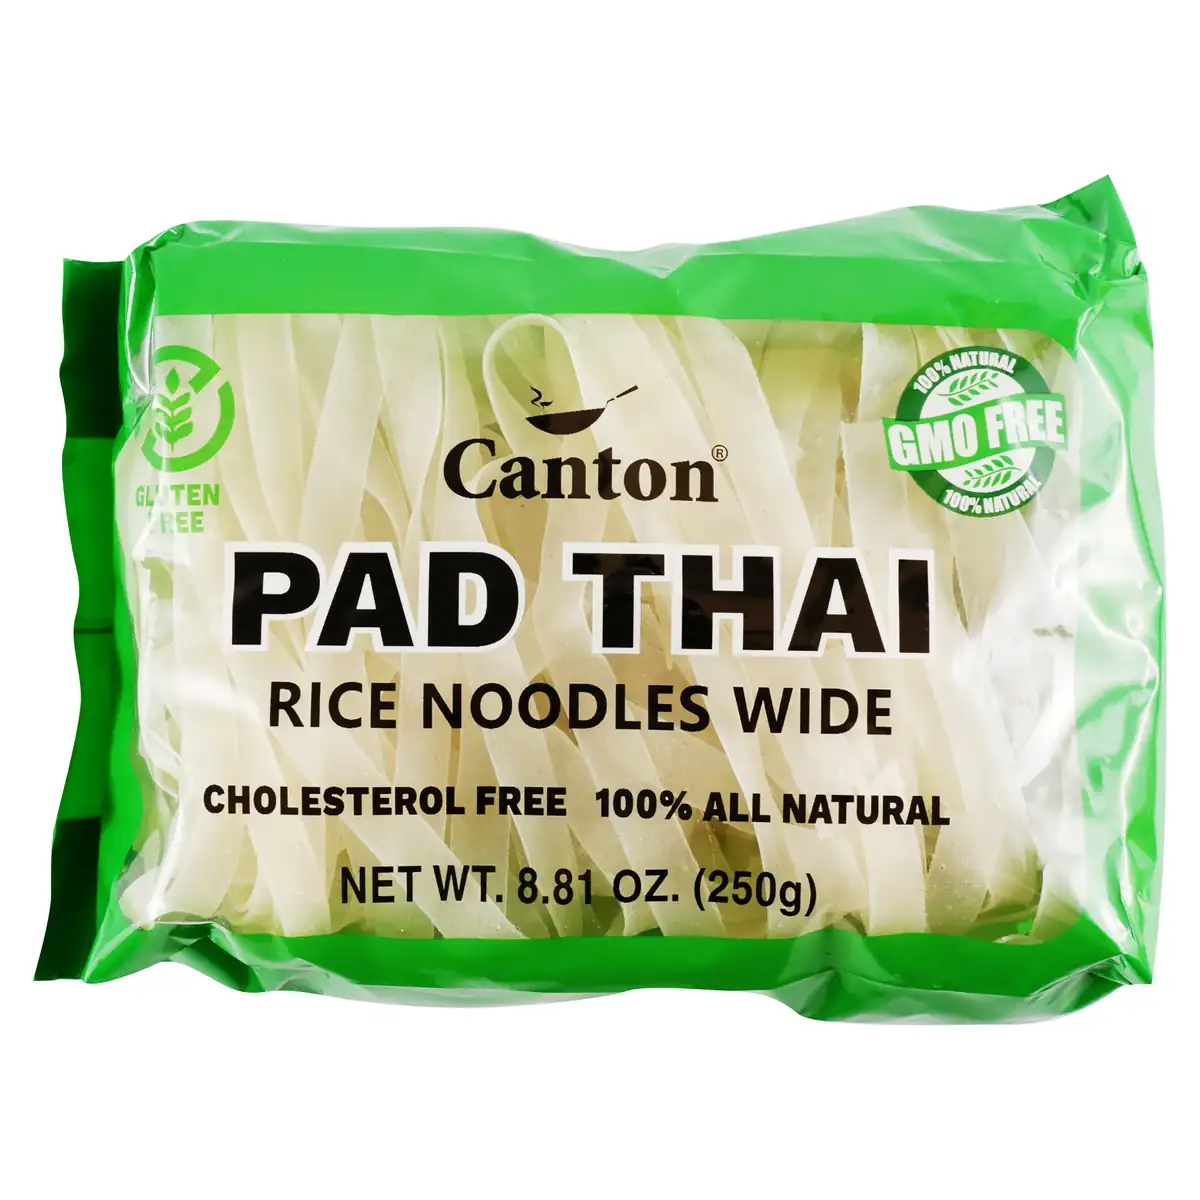 Canton®
GLUTEN
FREE
100% NATURAL
GMO FREE
100% NATURAL
PAD THAI
RICE NOODLES WIDE
CHOLESTEROL FREE 100% ALL NATURAL
NET WT. 8.81 OZ. (250g)